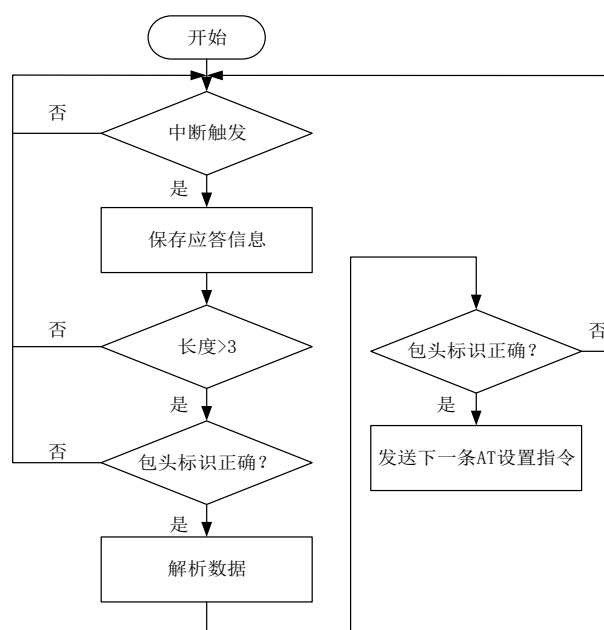 开始
否
中断触发
是
保存应答信息
否
长度>3
是
否
包头标识正确？
是
解析数据
包头标识正确？
否
是
发送下一条AT设置指令